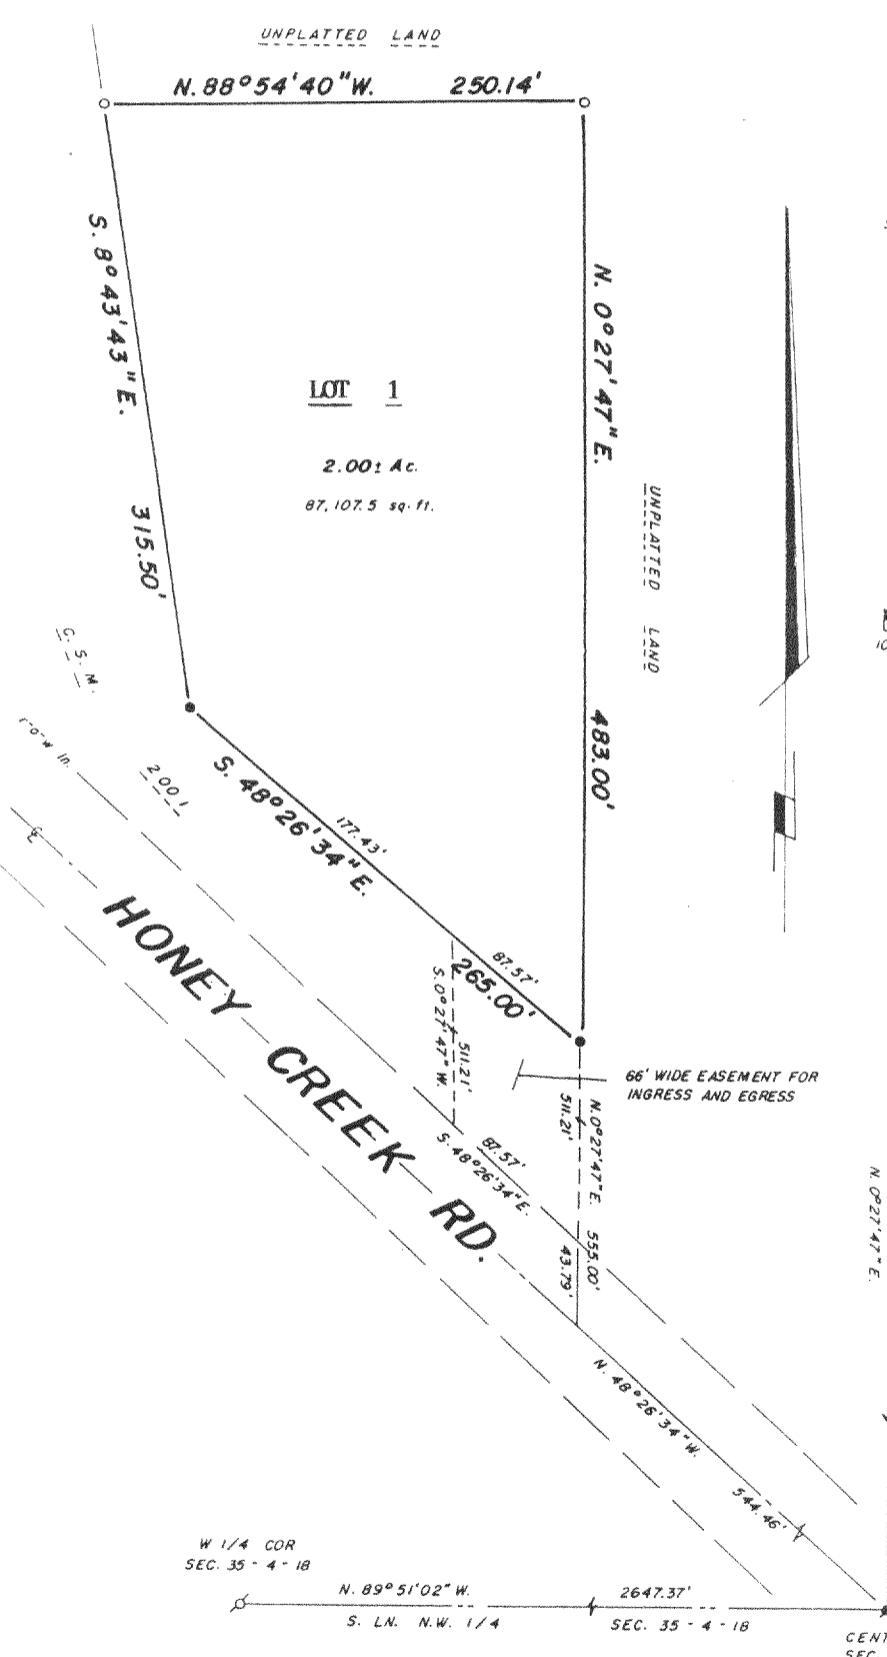 UNPLATTED LAND
N. 88°54'40"W. 250.14'
S. 8°43'43"E. 315.50'
N. 0°27'47"E. 483.00'
LOT 1
2.00± Ac.
87,107.5 sq. ft.
UNPLATTED LAND
C. S. M.
2001
r-o-w ln.
S. 48°26'34"E. 265.00'
177.43'
87.57'
HONEY CREEK RD.
S. 0°27'47"W.
511.21'
66' WIDE EASEMENT FOR
INGRESS AND EGRESS
N. 0°27'47"E. 555.00'
511.21'
43.79'
87.57'
S. 48°26'34"E.
N. 0°27'47"E.
N. 48°26'34"W. 544.46'
W 1/4 COR
SEC. 35 - 4 - 18
N. 89°51'02"W. 2647.37'
S. LN. N.W. 1/4 SEC. 35 - 4 - 18
CENT
SEC.